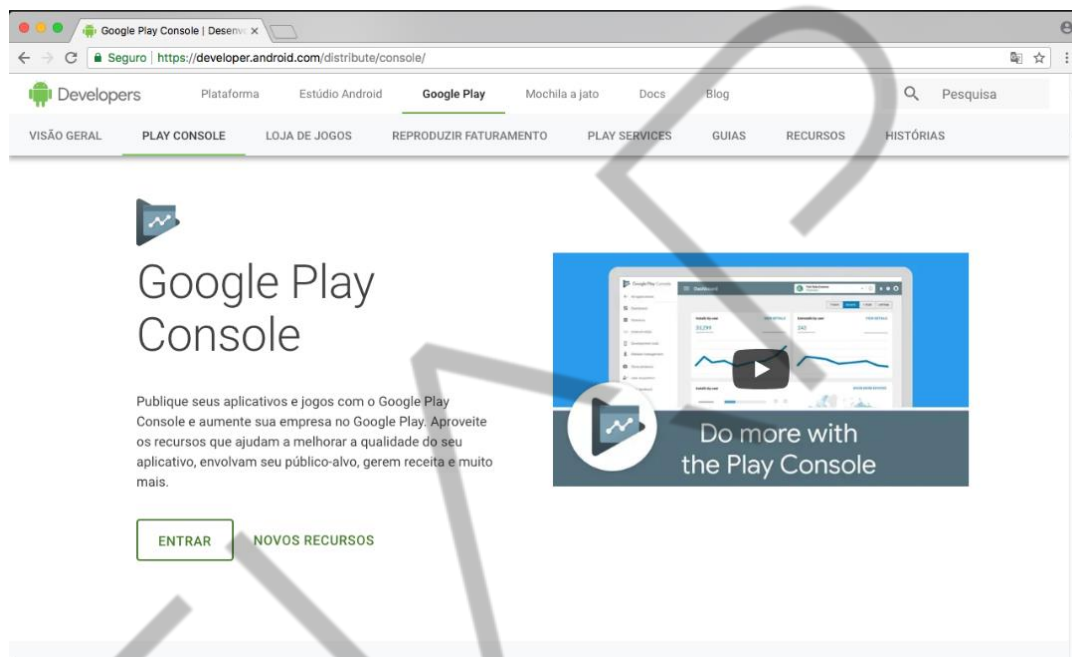 Google Play Console | Desenv
Seguro | https://developer.android.com/distribute/console/
Developers Plataforma Estúdio Android Google Play Mochila a jato Docs Blog Pesquisa
VISÃO GERAL PLAY CONSOLE LOJA DE JOGOS REPRODUZIR FATURAMENTO PLAY SERVICES GUIAS RECURSOS HISTÓRIAS
Google Play
Console
Publique seus aplicativos e jogos com o Google Play
Console e aumente sua empresa no Google Play. Aproveite
os recursos que ajudam a melhorar a qualidade do seu
aplicativo, envolvam seu público-alvo, gerem receita e muito
mais.
ENTRAR NOVOS RECURSOS
Google Play Console
Dashboard
Do more with
the Play Console